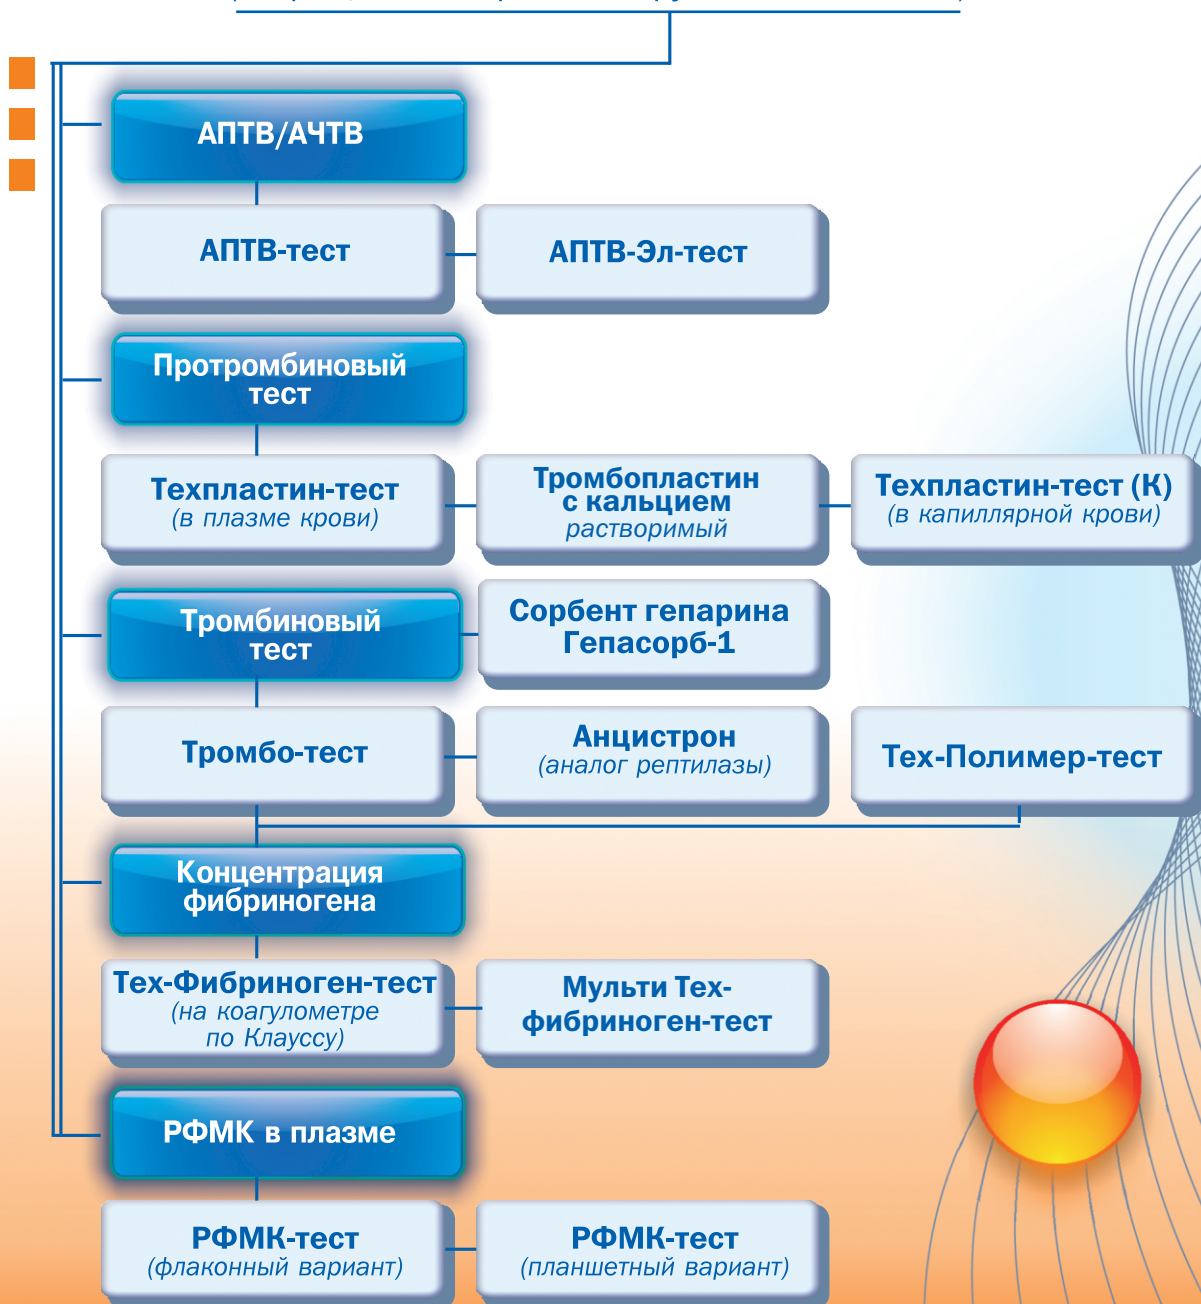 АПТВ/АЧТВ
АПТВ-тест
АПТВ-Эл-тест
Протромбиновый
тест
Техпластин-тест
(в плазме крови)
Тромбопластин
с кальцием
растворимый
Техпластин-тест (К)
(в капиллярной крови)
Тромбиновый
тест
Сорбент гепарина
Гепасорб-1
Тромбо-тест
Анцистрон
(аналог рептилазы)
Тех-Полимер-тест
Концентрация
фибриногена
Тех-Фибриноген-тест
(на коагулометре
по Клауссу)
Мульти Тех-
фибриноген-тест
РФМК в плазме
РФМК-тест
(флаконный вариант)
РФМК-тест
(планшетный вариант)